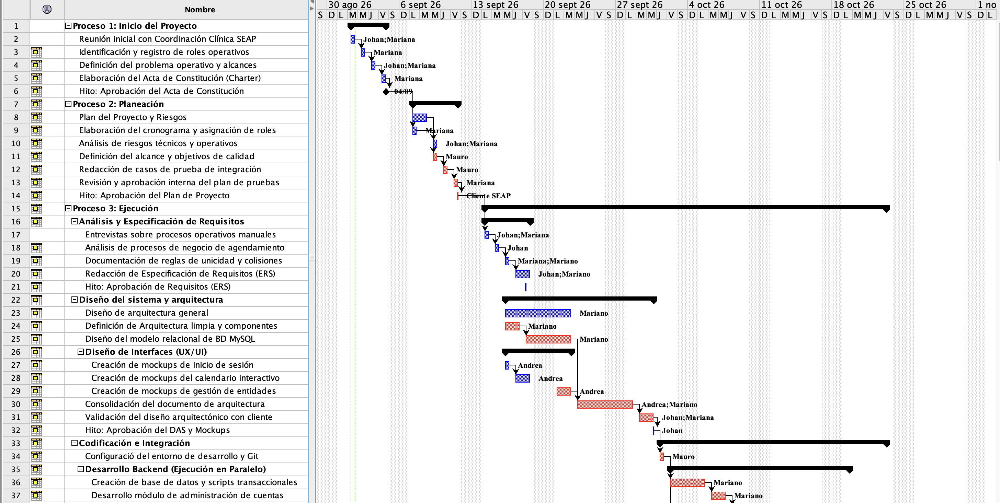 Nombre
30 ago 26 6 sept 26 13 sept 26 20 sept 26 27 sept 26 4 oct 26 11 oct 26 18 oct 26 25 oct 26 1 no
S D L M M J V S D L M M J V S D L M M J V S D L M M J V S D L M M J V S D L M M J V S D L M M J V S D L M M J V S D L M M J V S D L
1 Proceso 1: Inicio del Proyecto
2 Reunión inicial con Coordinación Clínica SEAP Johan;Mariana
3 Identificación y registro de roles operativos Mariana
4 Definición del problema operativo y alcances Johan;Mariana
5 Elaboración del Acta de Constitución (Charter) Mariana
6 Hito: Aprobación del Acta de Constitución 04/09
7 Proceso 2: Planeación
8 Plan del Proyecto y Riesgos
9 Elaboración del cronograma y asignación de roles Mariana
10 Análisis de riesgos técnicos y operativos Johan;Mariana
11 Definición del alcance y objetivos de calidad Mauro
12 Redacción de casos de prueba de integración Mauro
13 Revisión y aprobación interna del plan de pruebas Mariana
14 Hito: Aprobación del Plan de Proyecto Cliente SEAP
15 Proceso 3: Ejecución
16 Análisis y Especificación de Requisitos
17 Entrevistas sobre procesos operativos manuales Johan;Mariana
18 Análisis de procesos de negocio de agendamiento Johan
19 Documentación de reglas de unicidad y colisiones Mariana;Mariano
20 Redacción de Especificación de Requisitos (ERS) Johan;Mariano
21 Hito: Aprobación de Requisitos (ERS)
22 Diseño del sistema y arquitectura
23 Diseño de arquitectura general Mariano
24 Definición de Arquitectura limpia y componentes Mariano
25 Diseño del modelo relacional de BD MySQL Mariano
26 Diseño de Interfaces (UX/UI)
27 Creación de mockups de inicio de sesión Andrea
28 Creación de mockups del calendario interactivo Andrea
29 Creación de mockups de gestión de entidades Andrea
30 Consolidación del documento de arquitectura Andrea;Mariano
31 Validación del diseño arquitectónico con cliente Johan;Mariana
32 Hito: Aprobación del DAS y Mockups Johan
33 Codificación e Integración
34 Configuració del entorno de desarrollo y Git Mauro
35 Desarrollo Backend (Ejecución en Paralelo)
36 Creación de base de datos y scripts transaccionales Mariano
37 Desarrollo módulo de administración de cuentas Mariano